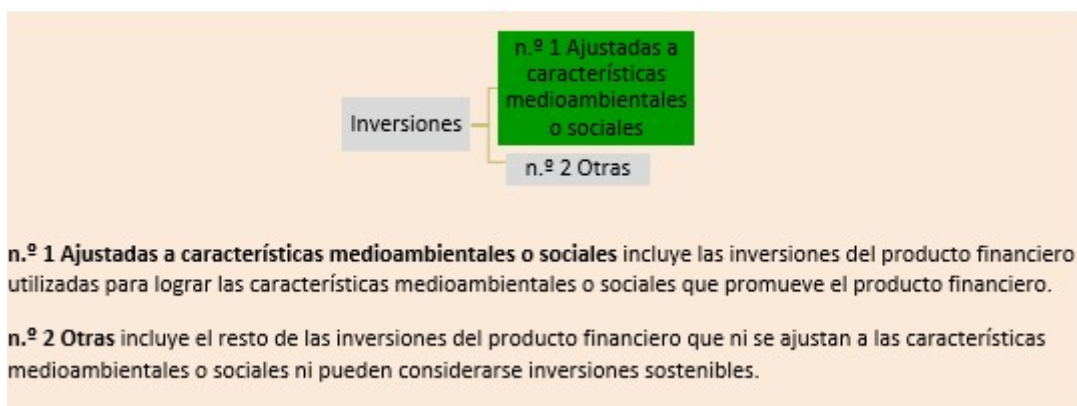 n.º 1 Ajustadas a
características
medioambientales
o sociales
Inversiones
n.º 2 Otras
n.º 1 Ajustadas a características medioambientales o sociales incluye las inversiones del producto financiero
utilizadas para lograr las características medioambientales o sociales que promueve el producto financiero.
n.º 2 Otras incluye el resto de las inversiones del producto financiero que ni se ajustan a las características
medioambientales o sociales ni pueden considerarse inversiones sostenibles.